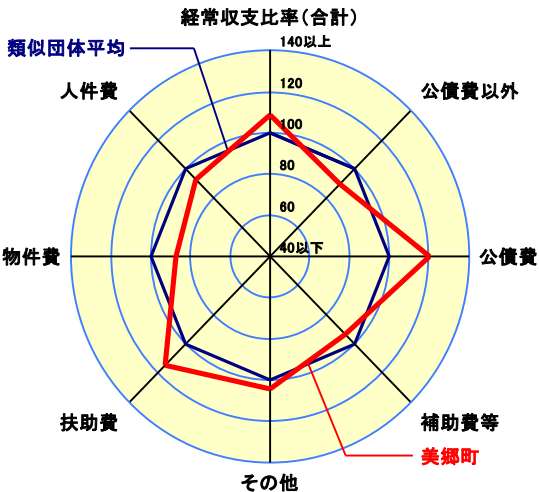 経常収支比率(合計)
140以上
類似団体平均
人件費
120
公債費以外
100
80
60
物件費
40以下
公債費
扶助費
補助費等
美郷町
その他